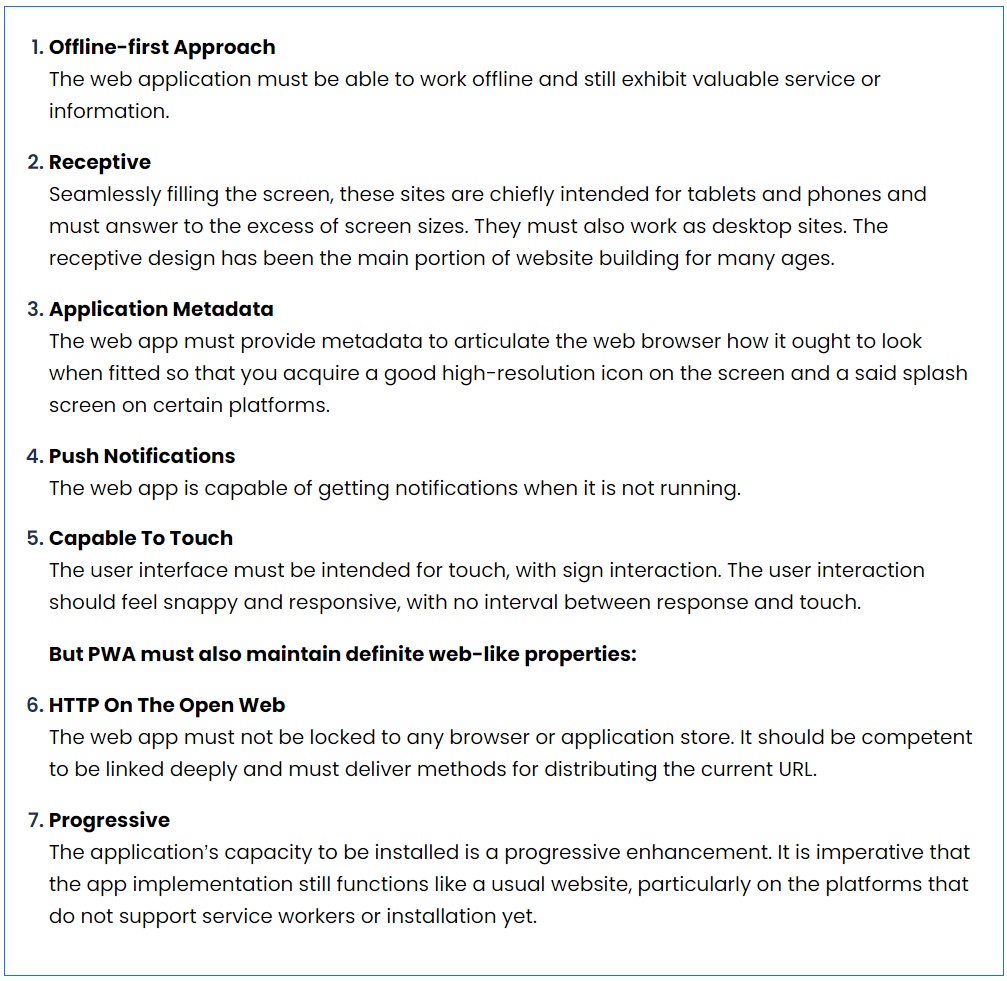 1. Offline-first Approach
The web application must be able to work offline and still exhibit valuable service or
information.
2. Receptive
Seamlessly filling the screen, these sites are chiefly intended for tablets and phones and
must answer to the excess of screen sizes. They must also work as desktop sites. The
receptive design has been the main portion of website building for many ages.
3. Application Metadata
The web app must provide metadata to articulate the web browser how it ought to look
when fitted so that you acquire a good high-resolution icon on the screen and a said splash
screen on certain platforms.
4. Push Notifications
The web app is capable of getting notifications when it is not running.
5. Capable To Touch
The user interface must be intended for touch, with sign interaction. The user interaction
should feel snappy and responsive, with no interval between response and touch.
But PWA must also maintain definite web-like properties:
6. HTTP On The Open Web
The web app must not be locked to any browser or application store. It should be competent
to be linked deeply and must deliver methods for distributing the current URL.
7. Progressive
The application's capacity to be installed is a progressive enhancement. It is imperative that
the app implementation still functions like a usual website, particularly on the platforms that
do not support service workers or installation yet.